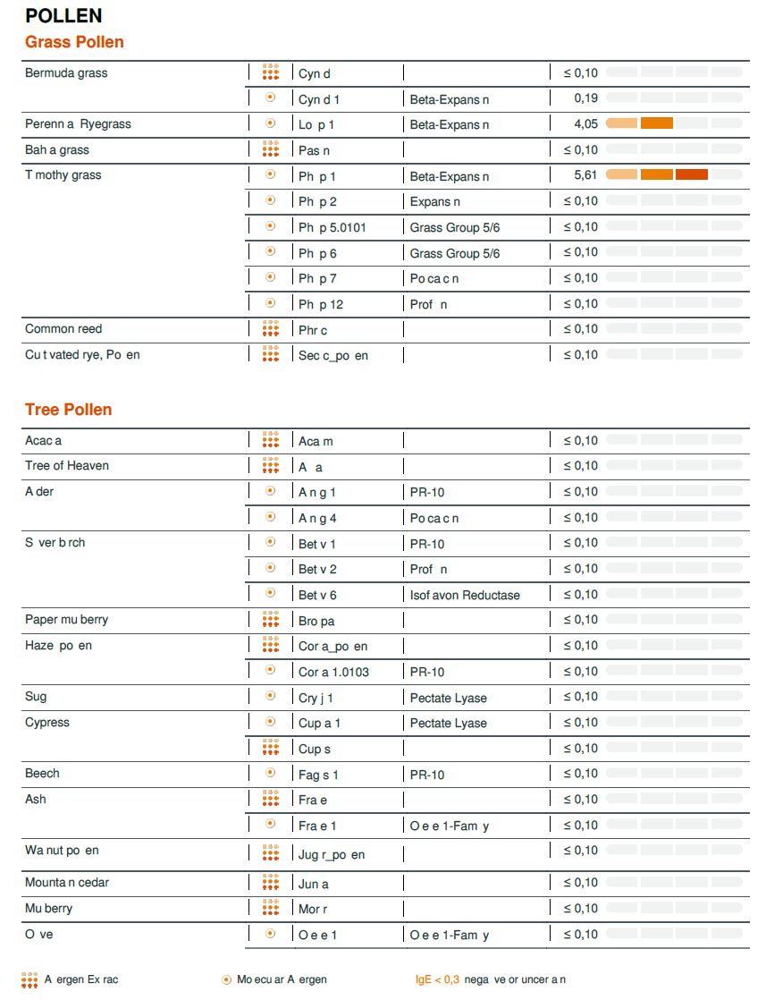 POLLEN
Grass Pollen
Bermuda grass Cyn d ≤ 0,10
Cyn d 1 Beta-Expans n 0,19
Perenn a Ryegrass Lo p 1 Beta-Expans n 4,05
Bah a grass Pas n ≤ 0,10
T mothy grass Ph p 1 Beta-Expans n 5,61
Ph p 2 Expans n ≤ 0,10
Ph p 5.0101 Grass Group 5/6 ≤ 0,10
Ph p 6 Grass Group 5/6 ≤ 0,10
Ph p 7 Po ca c n ≤ 0,10
Ph p 12 Prof n ≤ 0,10
Common reed Phr c ≤ 0,10
Cu t vated rye, Po en Sec c_po en ≤ 0,10
Tree Pollen
Acac a Aca m ≤ 0,10
Tree of Heaven A a ≤ 0,10
A der A n g 1 PR-10 ≤ 0,10
A n g 4 Po ca c n ≤ 0,10
S ver b rch Bet v 1 PR-10 ≤ 0,10
Bet v 2 Prof n ≤ 0,10
Bet v 6 Isof avon Reductase ≤ 0,10
Paper mu berry Bro pa ≤ 0,10
Haze po en Cor a_po en ≤ 0,10
Cor a 1.0103 PR-10 ≤ 0,10
Sug Cry j 1 Pectate Lyase ≤ 0,10
Cypress Cup a 1 Pectate Lyase ≤ 0,10
Cup s ≤ 0,10
Beech Fag s 1 PR-10 ≤ 0,10
Ash Fra e ≤ 0,10
Fra e 1 O e e 1-Fam y ≤ 0,10
Wa nut po en Jug r_po en ≤ 0,10
Mounta n cedar Jun a ≤ 0,10
Mu berry Mor r ≤ 0,10
O ve O e e 1 O e e 1-Fam y ≤ 0,10
A ergen Ex rac Mo ecu ar A ergen IgE < 0,3 nega ve or uncer a n